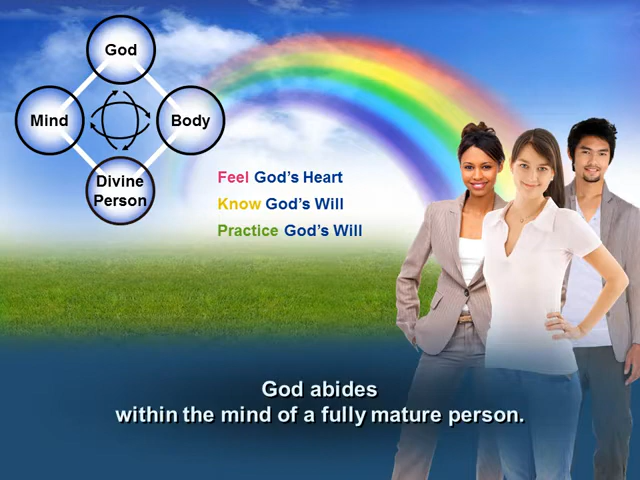 God
Mind
Body
Divine
Person
Feel God's Heart
Know God's Will
Practice God's Will
God abides
within the mind of a fully mature person.